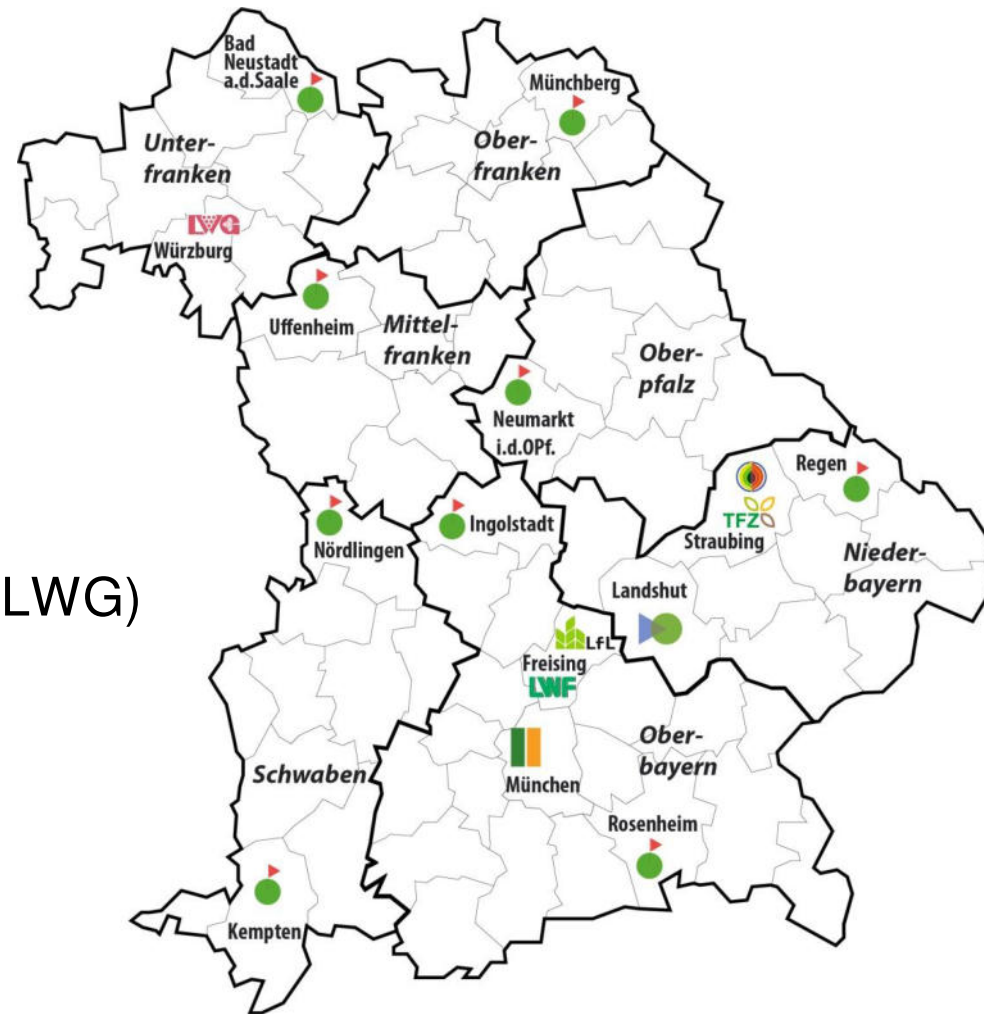 Bad
Neustadt
a.d.Saale
Münchberg
Unter-
franken
Ober-
franken
LWG
Würzburg
Uffenheim
Mittel-
franken
Ober-
pfalz
Neumarkt
i.d.OPf.
Regen
TFZ
Straubing
Nördlingen
Ingolstadt
Nieder-
bayern
LWG)
Landshut
LfL
Freising
LWF
Ober-
bayern
München
Schwaben
Rosenheim
Kempten